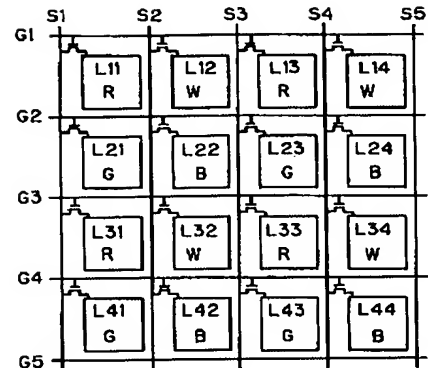 S1 S2 S3 S4 S5
G1
L11 L12 L13 L14
R W R W
G2
L21 L22 L23 L24
G B G B
G3
L31 L32 L33 L34
R W R W
G4
L41 L42 L43 L44
G B G B
G5